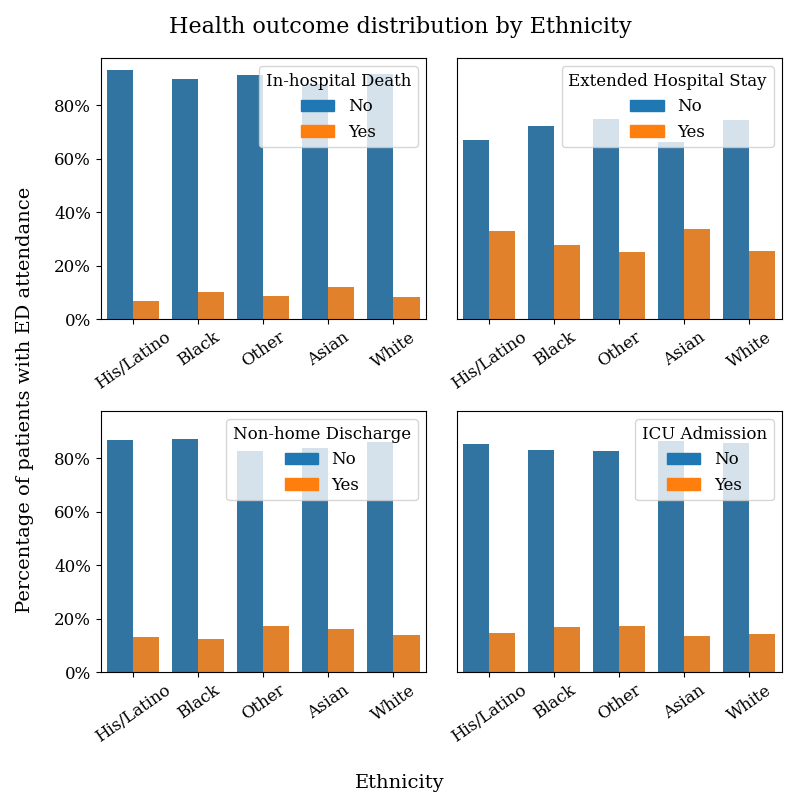 Health outcome distribution by Ethnicity
Percentage of patients with ED attendance
In-hospital Death
No
Yes
80%
60%
40%
20%
0%
His/Latino
Black
Other
Asian
White
Extended Hospital Stay
No
Yes
His/Latino
Black
Other
Asian
White
Non-home Discharge
No
Yes
80%
60%
40%
20%
0%
His/Latino
Black
Other
Asian
White
ICU Admission
No
Yes
His/Latino
Black
Other
Asian
White
Ethnicity